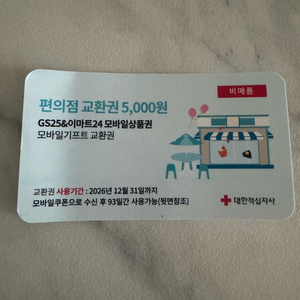 비매품
편의점 교환권 5,000원
GS25&이마트24 모바일상품권
모바일기프트 교환권
교환권 사용기간 : 2026년 12월 31일까지
모바일쿠폰으로 수신 후 93일간 사용가능(뒷면참조)
대한적십자사